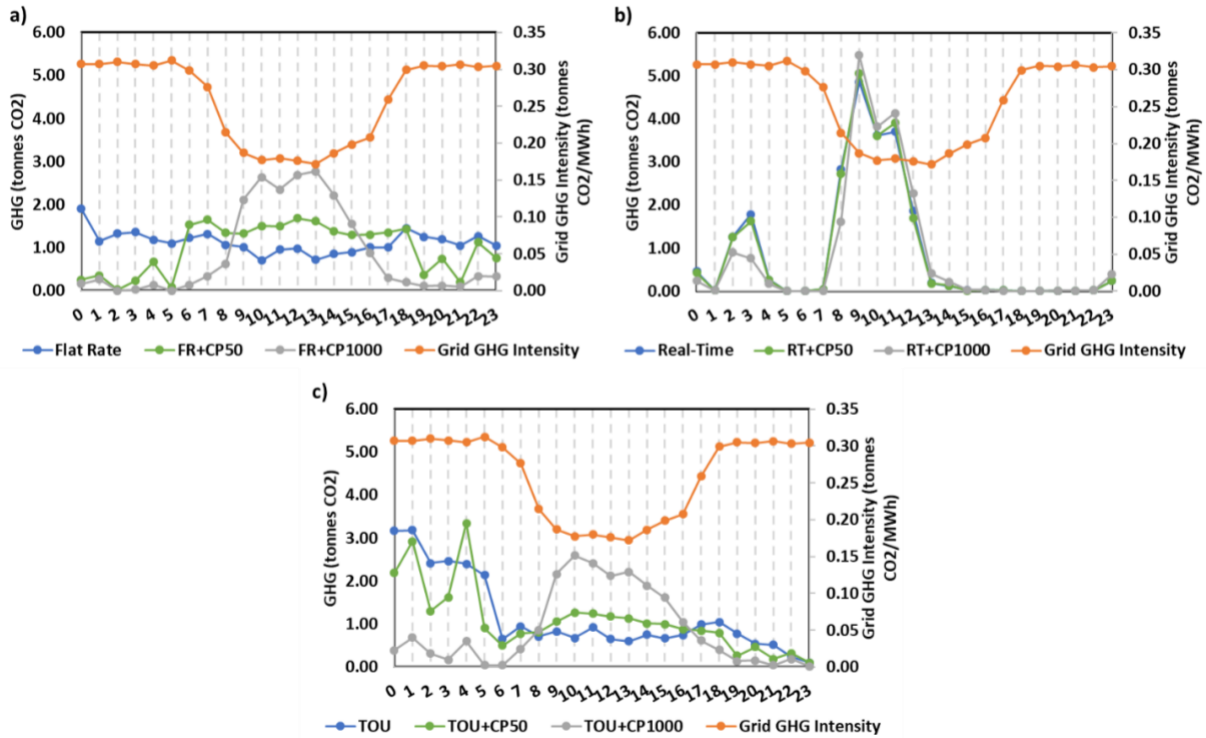 a)
6.00
5.00
4.00
3.00
2.00
1.00
0.00
GHG (tonnes CO2)
0.35
0.30
0.25
0.20
0.15
0.10
0.05
0.00
Grid GHG Intensity (tonnes
CO2/MWh)
0 1 2 3 4 5 6 7 8 9 10 11 12 13 14 15 16 17 18 19 20 21 22 23
Flat Rate FR+CP50 FR+CP1000 Grid GHG Intensity
b)
6.00
5.00
4.00
3.00
2.00
1.00
0.00
GHG (tonnes CO2)
0.35
0.30
0.25
0.20
0.15
0.10
0.05
0.00
Grid GHG Intensity (tonnes
CO2/MWh)
0 1 2 3 4 5 6 7 8 9 10 11 12 13 14 15 16 17 18 19 20 21 22 23
Real-Time RT+CP50 RT+CP1000 Grid GHG Intensity
c)
6.00
5.00
4.00
3.00
2.00
1.00
0.00
GHG (tonnes CO2)
0.35
0.30
0.25
0.20
0.15
0.10
0.05
0.00
Grid GHG Intensity (tonnes
CO2/MWh)
0 1 2 3 4 5 6 7 8 9 10 11 12 13 14 15 16 17 18 19 20 21 22 23
TOU TOU+CP50 TOU+CP1000 Grid GHG Intensity